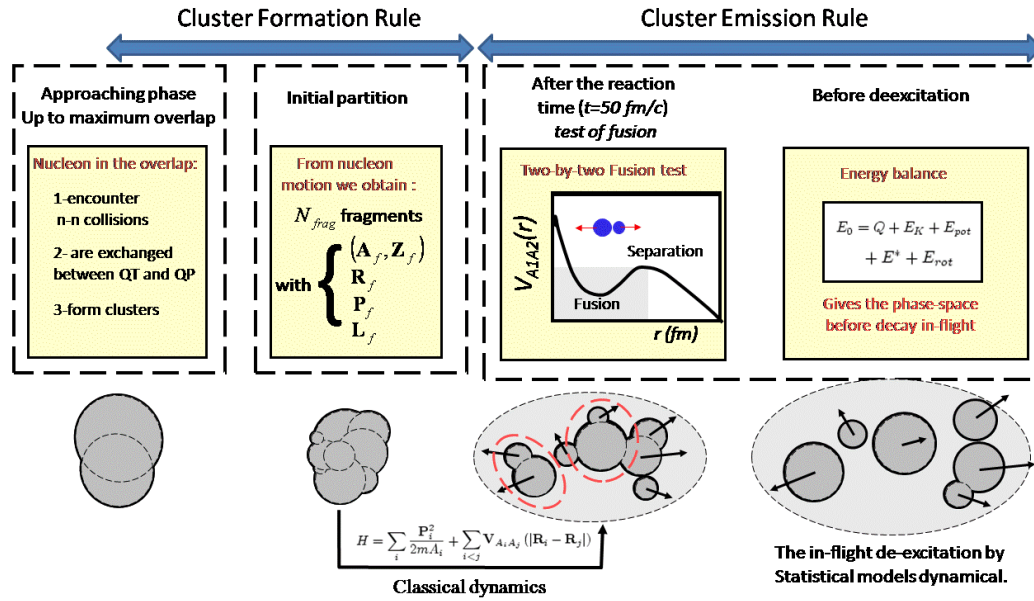 Cluster Formation Rule
Cluster Emission Rule
Approaching phase
Up to maximum overlap
Nucleon in the overlap:
1-encounter
n-n collisions
2- are exchanged
between QT and QP
3-form clusters
Initial partition
From nucleon
motion we obtain :
N_frag fragments
with { (A_f, Z_f)
R_f
P_f
L_f
After the reaction
time (t=50 fm/c)
test of fusion
Two-by-two Fusion test
V_A1A2(r)
Separation
Fusion
r (fm)
Before deexcitation
Energy balance
E_0 = Q + E_K + E_pot
+ E* + E_rot
Gives the phase-space
before decay in-flight
H = ∑_i P_i^2/2mA_i + ∑_{i<j} V_{A_iA_j} (|R_i − R_j|)
Classical dynamics
The in-flight de-excitation by
Statistical models dynamical.